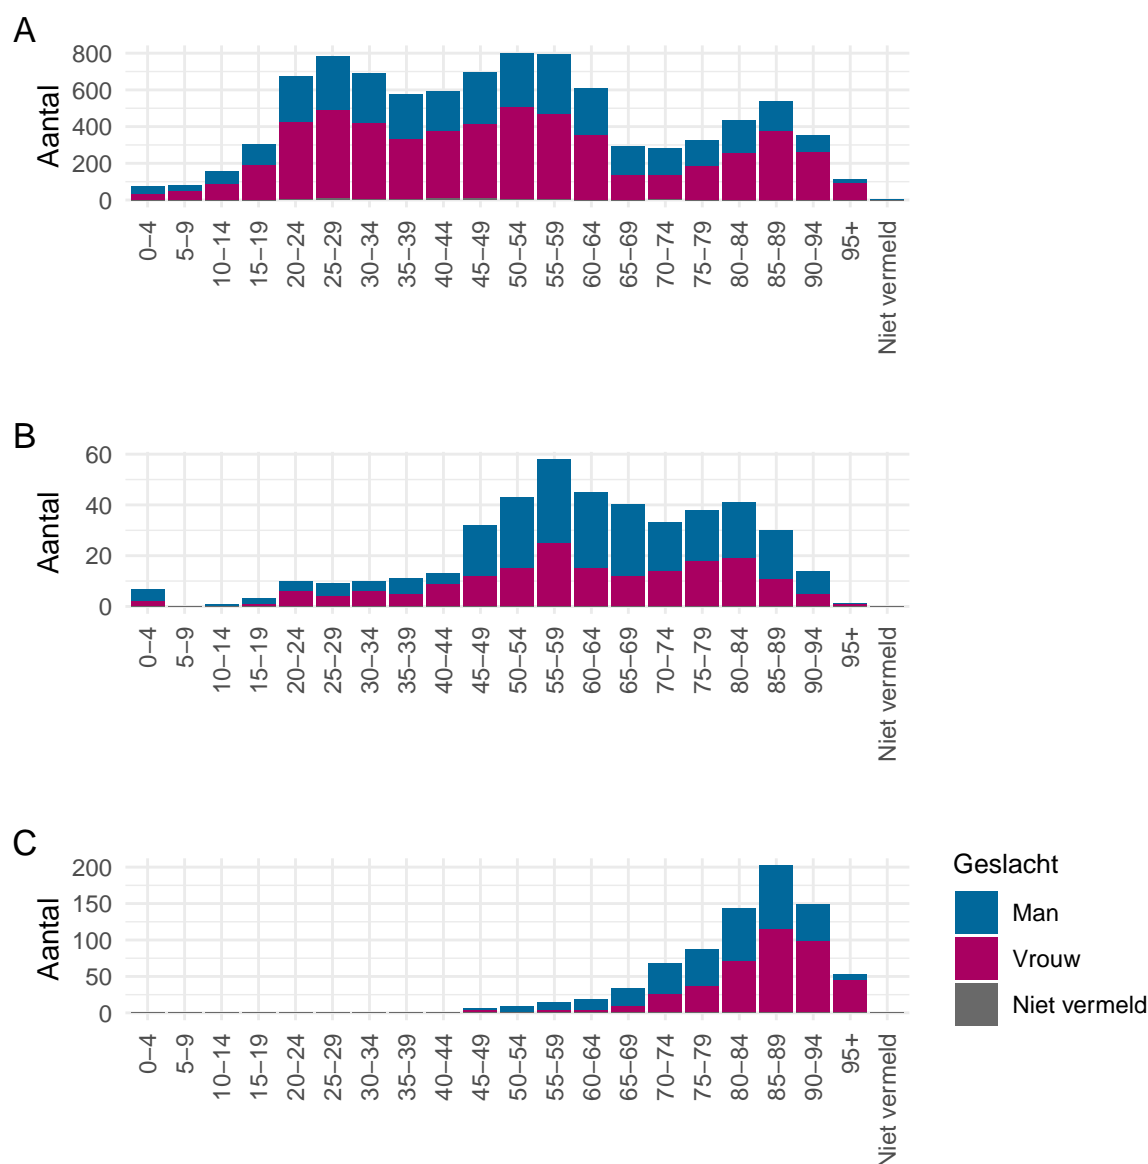 A
800
600
400
200
0
Aantal
0–4 5–9 10–14 15–19 20–24 25–29 30–34 35–39 40–44 45–49 50–54 55–59 60–64 65–69 70–74 75–79 80–84 85–89 90–94 95+ Niet vermeld
B
60
40
20
0
Aantal
0–4 5–9 10–14 15–19 20–24 25–29 30–34 35–39 40–44 45–49 50–54 55–59 60–64 65–69 70–74 75–79 80–84 85–89 90–94 95+ Niet vermeld
C
200
150
100
50
0
Aantal
0–4 5–9 10–14 15–19 20–24 25–29 30–34 35–39 40–44 45–49 50–54 55–59 60–64 65–69 70–74 75–79 80–84 85–89 90–94 95+ Niet vermeld
Geslacht
Man
Vrouw
Niet vermeld